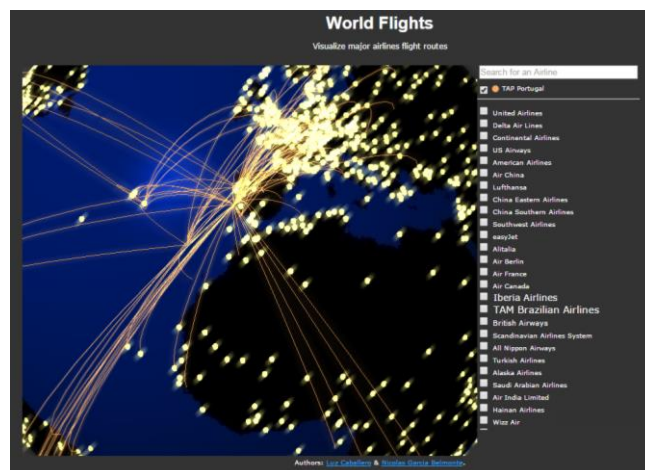 World Flights
Visualize major airlines flight routes
Search for an Airline
TAP Portugal
United Airlines
Delta Air Lines
Continental Airlines
US Airways
American Airlines
Air China
Lufthansa
China Eastern Airlines
China Southern Airlines
Southwest Airlines
easyJet
Alitalia
Air Berlin
Air France
Air Canada
Iberia Airlines
TAM Brazilian Airlines
British Airways
Scandinavian Airlines System
All Nippon Airways
Turkish Airlines
Alaska Airlines
Saudi Arabian Airlines
Air India Limited
Hainan Airlines
Wizz Air
Authors: Luz Caballero & Nicolas Garcia Belmonte.